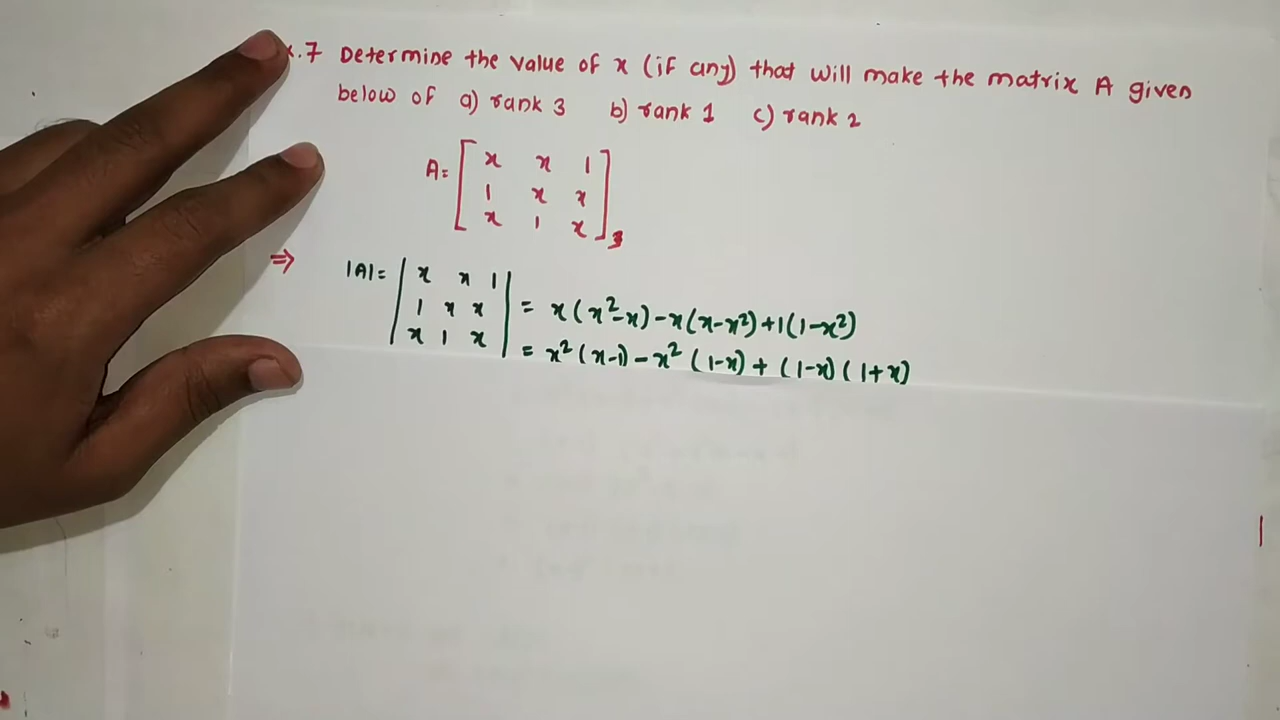 x.7 Determine the value of x (if any) that will make the matrix A given
below of a) rank 3 b) rank 1 c) rank 2
A= [ x x 1
1 x x
x 1 x ]3
⇒ |A|= | x x 1
1 x x
x 1 x | = x(x²-x) -x(x-x²) +1(1-x²)
= x²(x-1) - x²(1-x) + (1-x)(1+x)